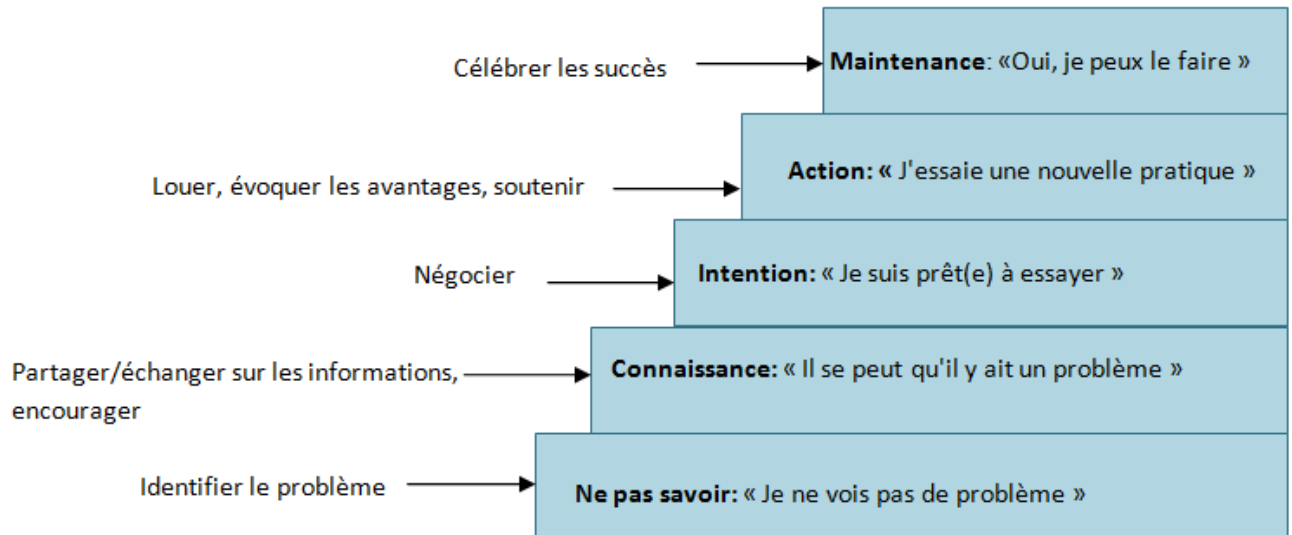 Célébrer les succès
Maintenance: «Oui, je peux le faire »
Louer, évoquer les avantages, soutenir
Action: « J'essaie une nouvelle pratique »
Négocier
Intention: « Je suis prêt(e) à essayer »
Partager/échanger sur les informations,
encourager
Connaissance: « Il se peut qu'il y ait un problème »
Identifier le problème
Ne pas savoir: « Je ne vois pas de problème »